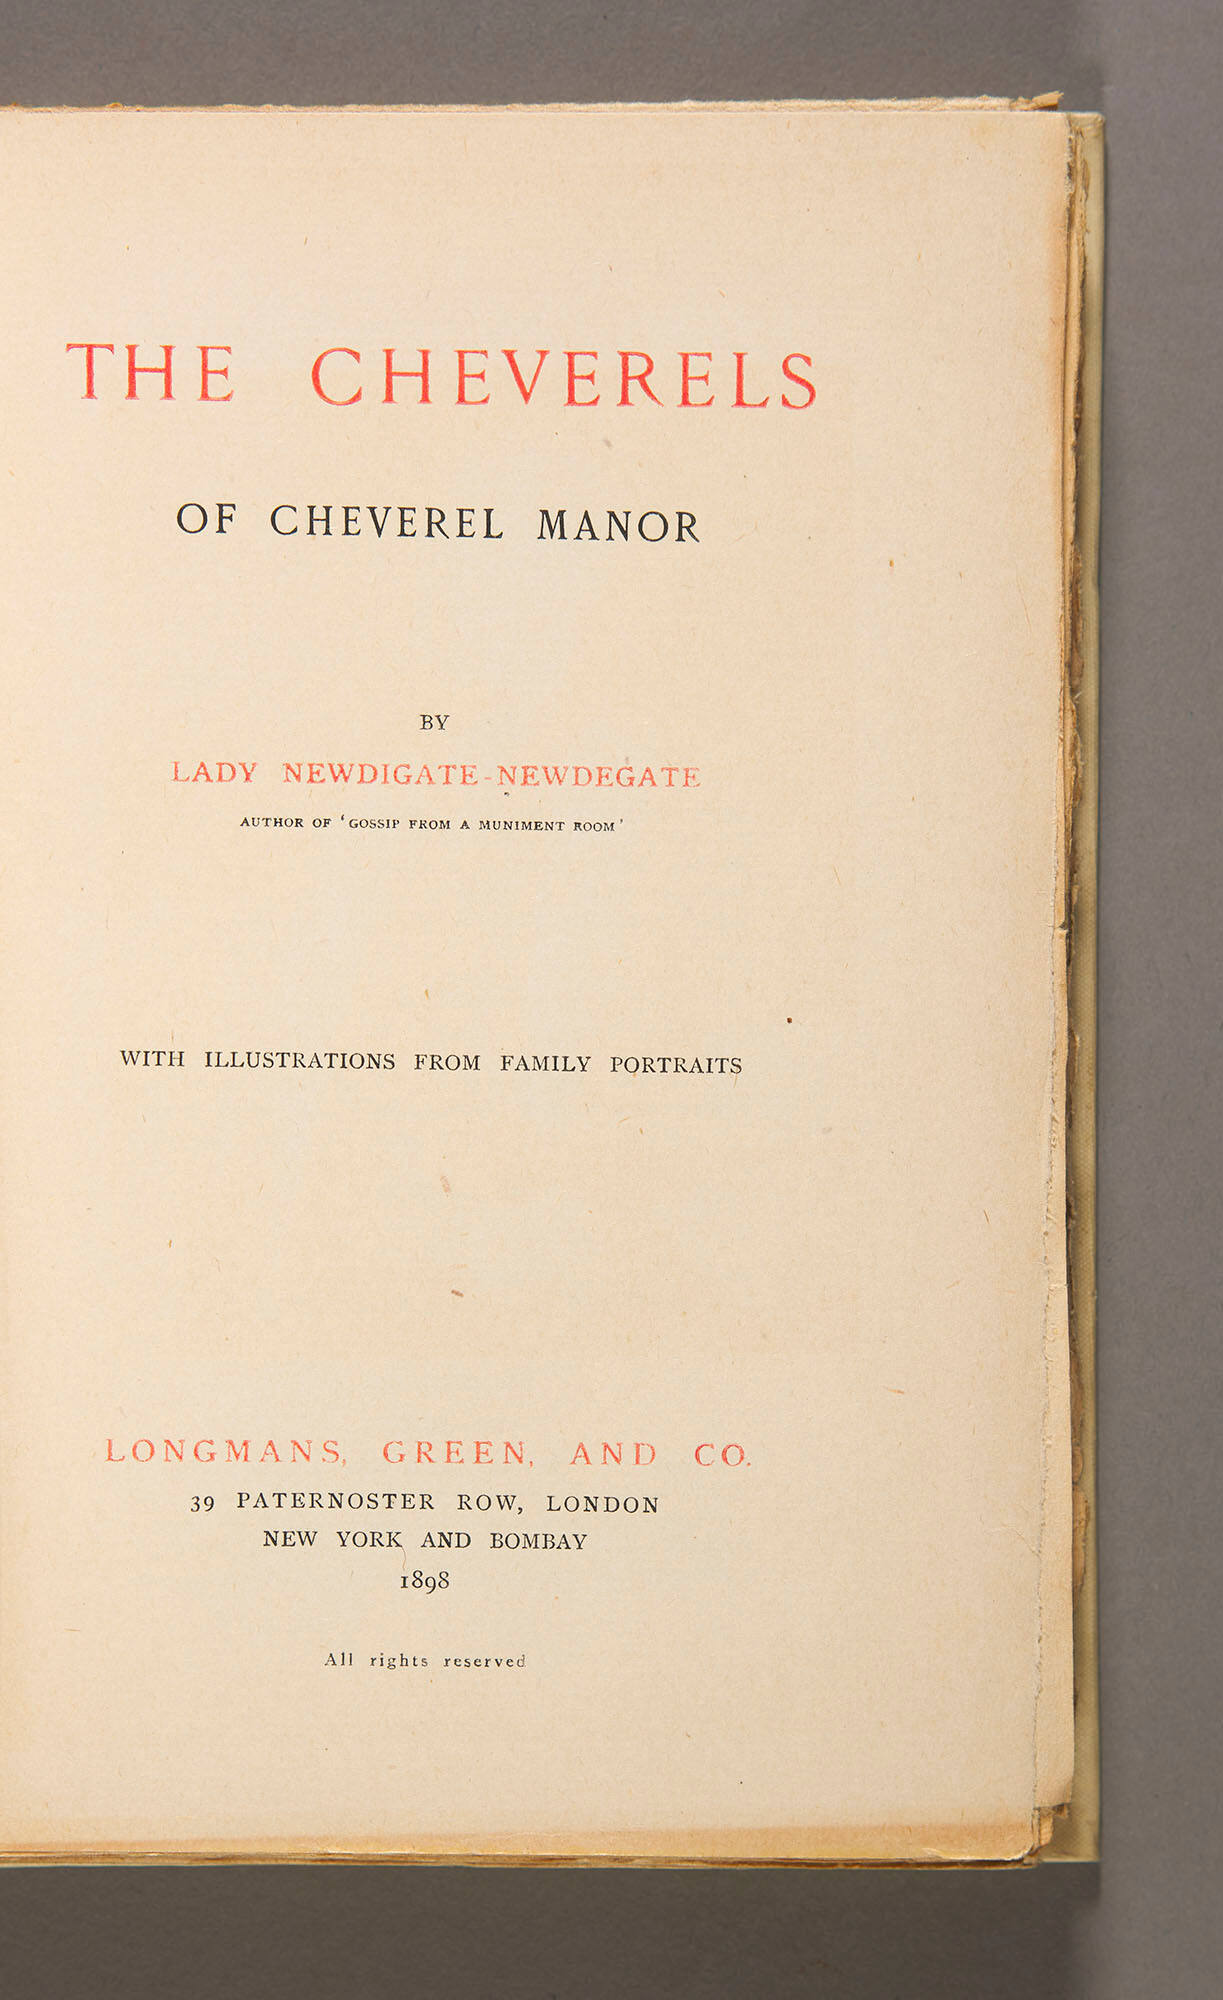 THE CHEVERELS
OF CHEVEREL MANOR
BY
LADY NEWDIGATE-NEWDEGATE
AUTHOR OF 'GOSSIP FROM A MUNIMENT ROOM'
WITH ILLUSTRATIONS FROM FAMILY PORTRAITS
LONGMANS, GREEN, AND CO.
39 PATERNOSTER ROW, LONDON
NEW YORK AND BOMBAY
1898
All rights reserved